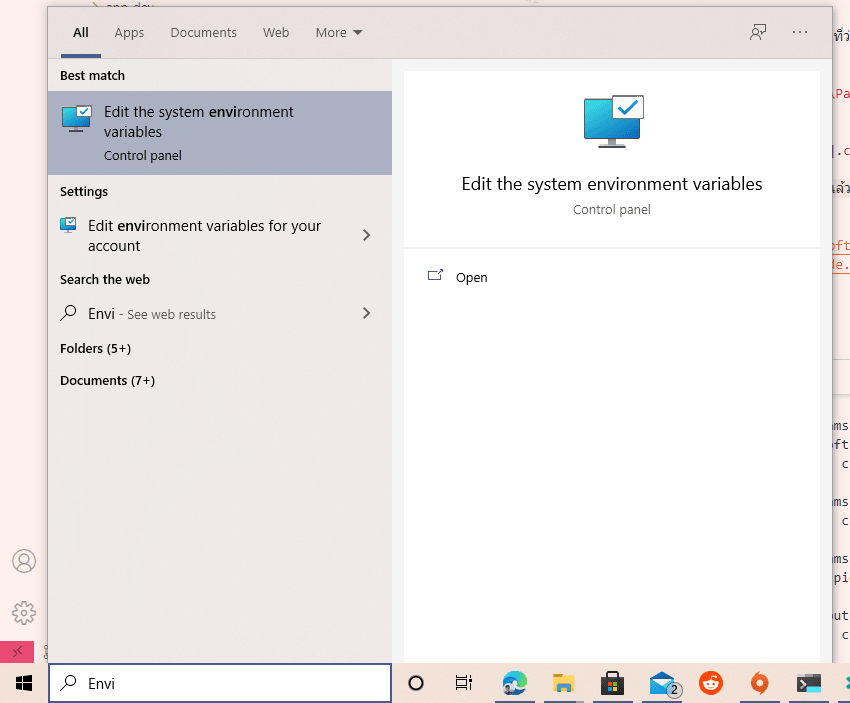 All Apps Documents Web More
Best match
Edit the system environment
variables
Control panel
Settings
Edit environment variables for your
account
Search the web
Envi - See web results
Folders (5+)
Documents (7+)
Edit the system environment variables
Control panel
Open
Envi
2